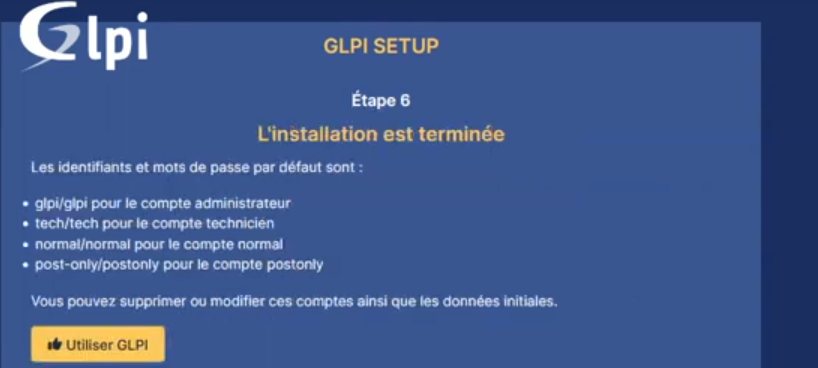 Glpi
GLPI SETUP
Étape 6
L'installation est terminée
Les identifiants et mots de passe par défaut sont :
• glpi/glpi pour le compte administrateur
• tech/tech pour le compte technicien
• normal/normal pour le compte normal
• post-only/postonly pour le compte postonly
Vous pouvez supprimer ou modifier ces comptes ainsi que les données initiales.
Utiliser GLPI